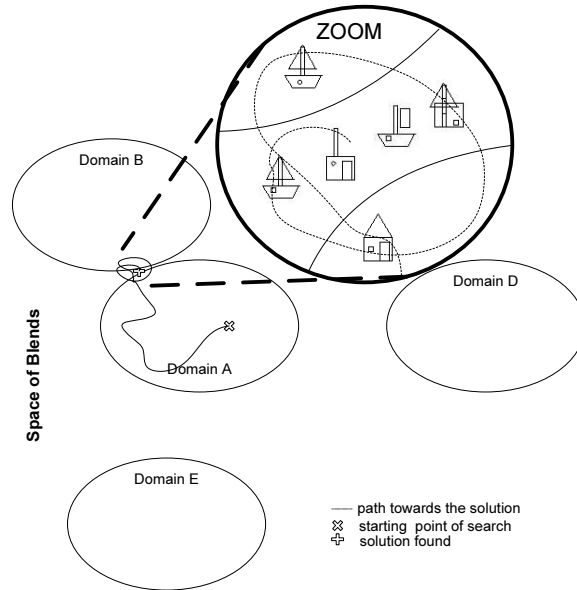 ZOOM
Domain B
Domain D
Domain A
Space of Blends
Domain E
path towards the solution
starting point of search
solution found